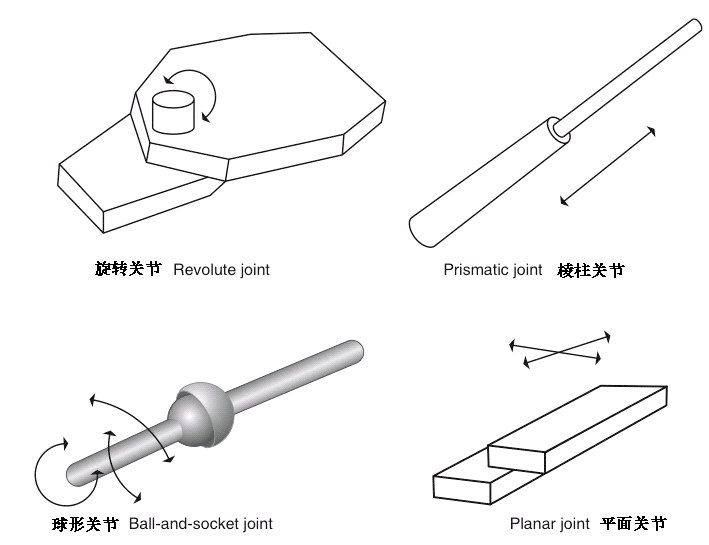 旋转关节 Revolute joint
Prismatic joint 棱柱关节
球形关节 Ball-and-socket joint
Planar joint 平面关节